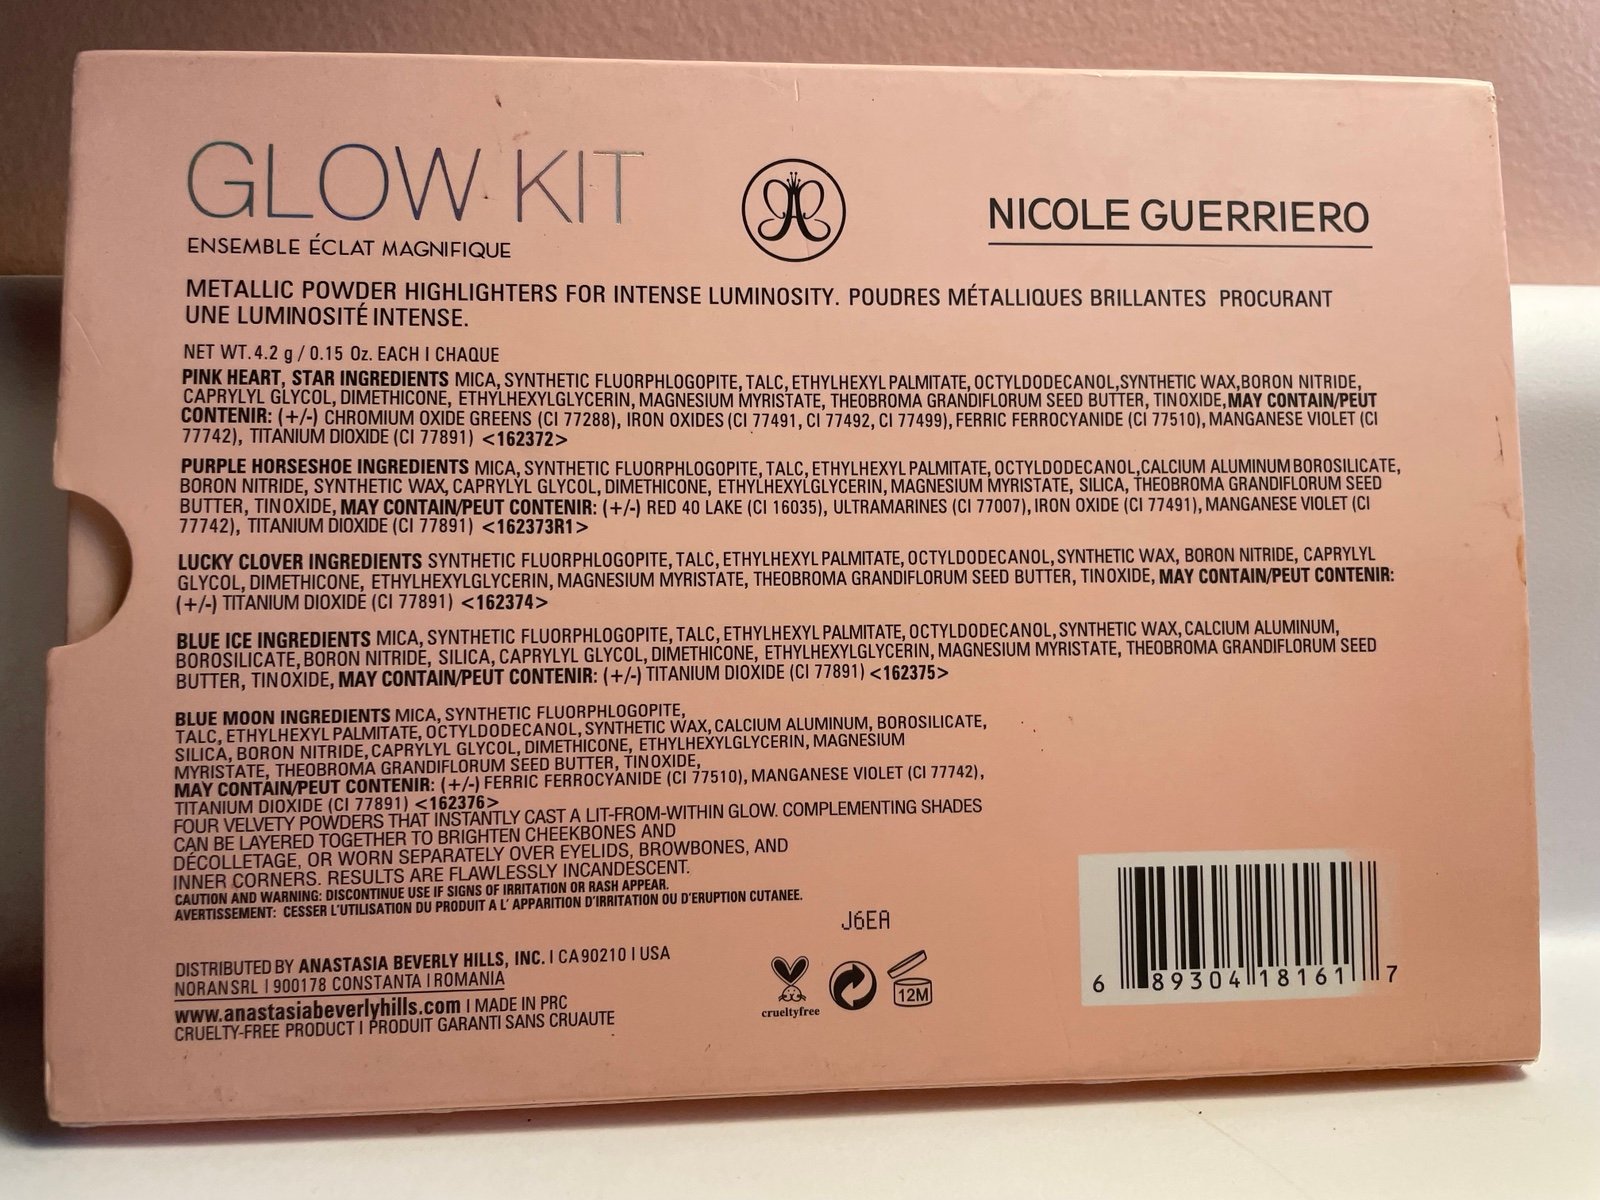 GLOW KIT
ENSEMBLE ÉCLAT MAGNIFIQUE
NICOLE GUERRIERO
METALLIC POWDER HIGHLIGHTERS FOR INTENSE LUMINOSITY. POUDRES MÉTALLIQUES BRILLANTES PROCURANT
UNE LUMINOSITÉ INTENSE.
NET WT. 4.2 g / 0.15 Oz. EACH I CHAQUE
PINK HEART, STAR INGREDIENTS MICA, SYNTHETIC FLUORPHLOGOPITE, TALC, ETHYLHEXYL PALMITATE, OCTYLDODECANOL, SYNTHETIC WAX, BORON NITRIDE,
CAPRYLYL GLYCOL, DIMETHICONE, ETHYLHEXYLGLYCERIN, MAGNESIUM MYRISTATE, THEOBROMA GRANDIFLORUM SEED BUTTER, TINOXIDE, MAY CONTAIN/PEUT
CONTENIR: (+/-) CHROMIUM OXIDE GREENS (CI 77288), IRON OXIDES (CI 77491, CI 77492, CI 77499), FERRIC FERROCYANIDE (CI 77510), MANGANESE VIOLET (CI
77742), TITANIUM DIOXIDE (CI 77891) <162372>
PURPLE HORSESHOE INGREDIENTS MICA, SYNTHETIC FLUORPHLOGOPITE, TALC, ETHYLHEXYL PALMITATE, OCTYLDODECANOL, CALCIUM ALUMINUM BOROSILICATE,
BORON NITRIDE, SYNTHETIC WAX, CAPRYLYL GLYCOL, DIMETHICONE, ETHYLHEXYLGLYCERIN, MAGNESIUM MYRISTATE, SILICA, THEOBROMA GRANDIFLORUM SEED
BUTTER, TINOXIDE, MAY CONTAIN/PEUT CONTENIR: (+/-) RED 40 LAKE (CI 16035), ULTRAMARINES (CI 77007), IRON OXIDE (CI 77491), MANGANESE VIOLET (CI
77742), TITANIUM DIOXIDE (CI 77891) <162373R1>
LUCKY CLOVER INGREDIENTS SYNTHETIC FLUORPHLOGOPITE, TALC, ETHYLHEXYL PALMITATE, OCTYLDODECANOL, SYNTHETIC WAX, BORON NITRIDE, CAPRYLYL
GLYCOL, DIMETHICONE, ETHYLHEXYLGLYCERIN, MAGNESIUM MYRISTATE, THEOBROMA GRANDIFLORUM SEED BUTTER, TINOXIDE, MAY CONTAIN/PEUT CONTENIR:
(+/-) TITANIUM DIOXIDE (CI 77891) <162374>
BLUE ICE INGREDIENTS MICA, SYNTHETIC FLUORPHLOGOPITE, TALC, ETHYLHEXYL PALMITATE, OCTYLDODECANOL, SYNTHETIC WAX, CALCIUM ALUMINUM,
BOROSILICATE, BORON NITRIDE, SILICA, CAPRYLYL GLYCOL, DIMETHICONE, ETHYLHEXYLGLYCERIN, MAGNESIUM MYRISTATE, THEOBROMA GRANDIFLORUM SEED
BUTTER, TINOXIDE, MAY CONTAIN/PEUT CONTENIR: (+/-) TITANIUM DIOXIDE (CI 77891) <162375>
BLUE MOON INGREDIENTS MICA, SYNTHETIC FLUORPHLOGOPITE,
TALC, ETHYLHEXYL PALMITATE, OCTYLDODECANOL, SYNTHETIC WAX, CALCIUM ALUMINUM, BOROSILICATE,
SILICA, BORON NITRIDE, CAPRYLYL GLYCOL, DIMETHICONE, ETHYLHEXYLGLYCERIN, MAGNESIUM
MYRISTATE, THEOBROMA GRANDIFLORUM SEED BUTTER, TINOXIDE,
MAY CONTAIN/PEUT CONTENIR: (+/-) FERRIC FERROCYANIDE (CI 77510), MANGANESE VIOLET (CI 77742),
TITANIUM DIOXIDE (CI 77891) <162376>
FOUR VELVETY POWDERS THAT INSTANTLY CAST A LIT-FROM-WITHIN GLOW. COMPLEMENTING SHADES
CAN BE LAYERED TOGETHER TO BRIGHTEN CHEEKBONES AND
DÉCOLLETAGE, OR WORN SEPARATELY OVER EYELIDS, BROWBONES, AND
INNER CORNERS. RESULTS ARE FLAWLESSLY INCANDESCENT.
CAUTION AND WARNING: DISCONTINUE USE IF SIGNS OF IRRITATION OR RASH APPEAR.
AVERTISSEMENT: CESSER L'UTILISATION DU PRODUIT A L' APPARITION D'IRRITATION OU D'ERUPTION CUTANEE.
J6EA
DISTRIBUTED BY ANASTASIA BEVERLY HILLS, INC. I CA 90210 I USA
NORAN SRL I 900178 CONSTANTA I ROMANIA
www.anastasiabeverlyhills.com I MADE IN PRC
CRUELTY-FREE PRODUCT I PRODUIT GARANTI SANS CRUAUTE
crueltyfree
12M
6 89304 18161 7